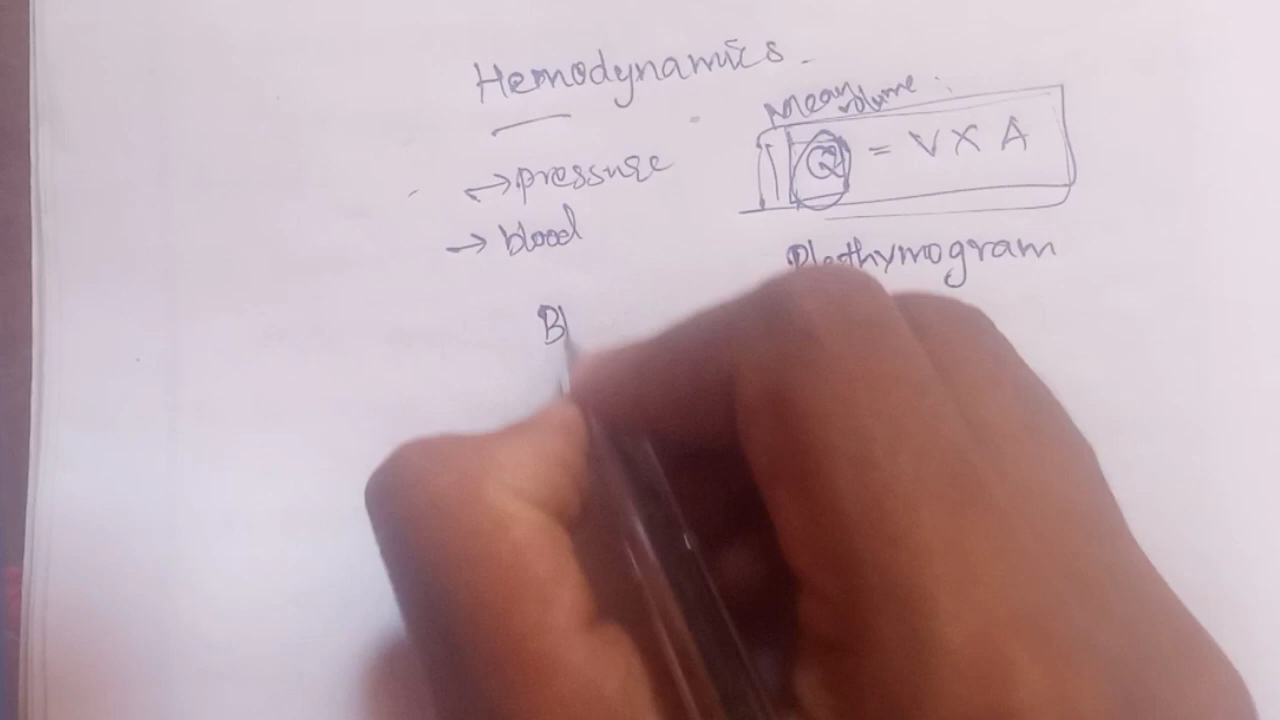 Hemodynamics.
→ pressure
→ blood
Mean volume :
Q = V X A
Plethymogram
Bl